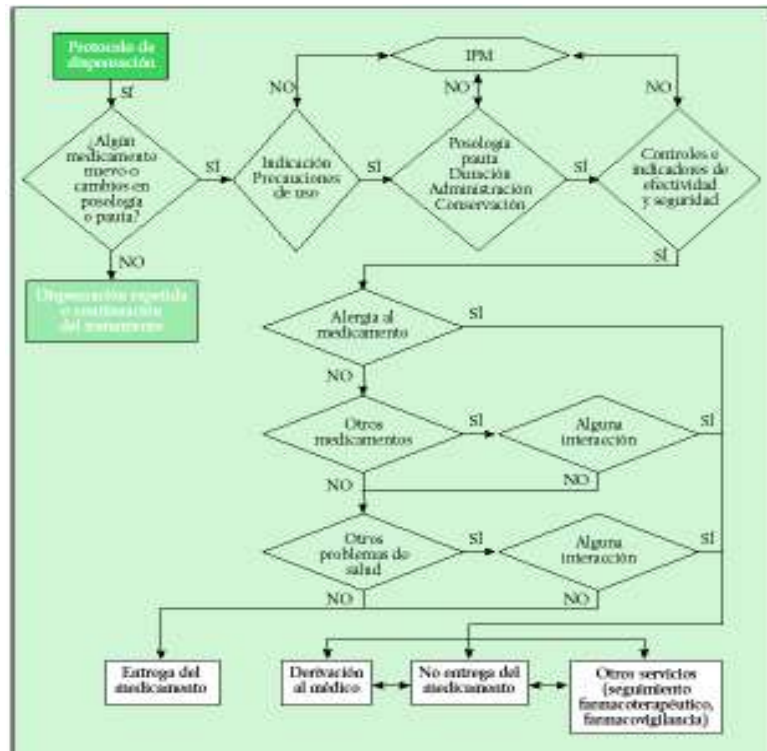 Protocolo de
dispensación
SÍ
¿Algún
medicamento
nuevo o
cambios en
posología
o pauta?
SÍ
NO
Dispensación repetida
o continuación
del tratamiento
IPM
NO
NO
NO
Indicación
Precauciones
de uso
SÍ
Posología
pauta
Duración
Administración
Conservación
SÍ
Controles e
indicadores de
efectividad
y seguridad
SÍ
Alergia al
medicamento
SÍ
NO
Otros
medicamentos
SÍ
Alguna
interacción
SÍ
NO
NO
Otros
problemas de
salud
SÍ
Alguna
interacción
SÍ
NO
NO
Entrega del
medicamento
Derivación
al médico
No entrega del
medicamento
Otros servicios
(seguimiento
farmacoterapéutico,
farmacovigilancia)